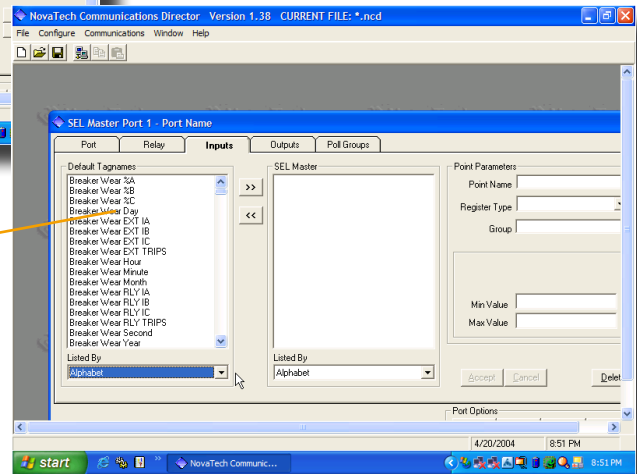 NovaTech Communications Director Version 1.38 CURRENT FILE: *.ncd
File Configure Communications Window Help
SEL Master Port 1 - Port Name
Port Relay Inputs Outputs Poll Groups
Default Tagnames
Breaker Wear %A
Breaker Wear %B
Breaker Wear %C
Breaker Wear Day
Breaker Wear EXT IA
Breaker Wear EXT IB
Breaker Wear EXT IC
Breaker Wear EXT TRIPS
Breaker Wear Hour
Breaker Wear Minute
Breaker Wear Month
Breaker Wear RLY IA
Breaker Wear RLY IB
Breaker Wear RLY IC
Breaker Wear RLY TRIPS
Breaker Wear Second
Breaker Wear Year
Listed By
Alphabet
>>
<<
SEL Master
Listed By
Alphabet
Point Parameters
Point Name
Register Type
Group
Min Value
Max Value
Accept Cancel Delet
Port Options
4/20/2004 8:51 PM
start » NovaTech Communic... 8:51 PM